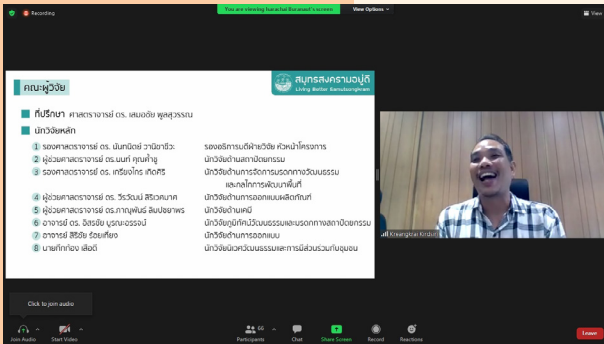 Recording
You are viewing Isarachai Buranaut's screen
View Options
View
คณะผู้วิจัย
สมุทรสงครามอยู่ดี
Living Better Samutsongkhram
ที่ปรึกษา ศาสตราจารย์ ดร. เสมอชัย พูลสุวรรณ
นักวิจัยหลัก
1 รองศาสตราจารย์ ดร. นันทนิตย์ วานิชาชีวะ รองอธิการบดีฝ่ายวิจัย หัวหน้าโครงการ
2 ผู้ช่วยศาสตราจารย์ ดร.มนท์ คุณค้ำชู นักวิจัยด้านสถาปัตยกรรม
3 รองศาสตราจารย์ ดร. เกรียงไกร เกิดศิริ นักวิจัยด้านการจัดการมรดกทางวัฒนธรรม
และกลไกการพัฒนาพื้นที่
4 ผู้ช่วยศาสตราจารย์ ดร. วีรวัฒน์ สิริเวสมาศ นักวิจัยด้านการออกแบบผลิตภัณฑ์
5 ผู้ช่วยศาสตราจารย์ ดร.กาญพันธ์ ลิมปชยาพร นักวิจัยด้านเคมี
6 อาจารย์ ดร. อิสรชัย บูรณะอรรจน์ นักวิจัยภูมิทัศน์วัฒนธรรมและมรดกทางสถาปัตยกรรม
7 อาจารย์ สิริชัย ร้อยเที่ยง นักวิจัยด้านการออกแบบ
8 นายกึกก้อง เสือดี นักวิจัยนิเวศวัฒนธรรมและการมีส่วนร่วมกับชุมชน
Kreangkrai Kirdsiri
Click to join audio
Join Audio
Start Video
66
Participants
Chat
Share Screen
Record
Reactions
Leave